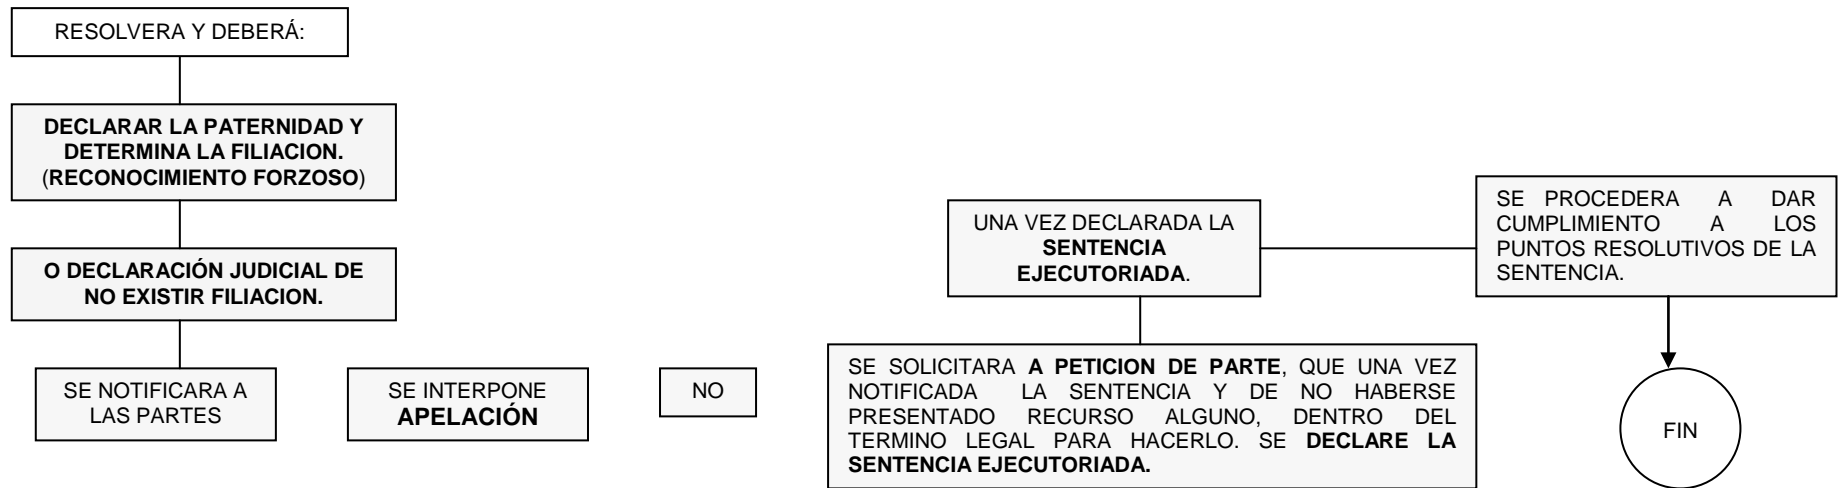 RESOLVERA Y DEBERÁ:
DECLARAR LA PATERNIDAD Y
DETERMINA LA FILIACION.
(RECONOCIMIENTO FORZOSO)
O DECLARACIÓN JUDICIAL DE
NO EXISTIR FILIACION.
SE NOTIFICARA A
LAS PARTES
SE INTERPONE
APELACIÓN
NO
SE SOLICITARA A PETICION DE PARTE, QUE UNA VEZ
NOTIFICADA LA SENTENCIA Y DE NO HABERSE
PRESENTADO RECURSO ALGUNO, DENTRO DEL
TERMINO LEGAL PARA HACERLO. SE DECLARE LA
SENTENCIA EJECUTORIADA.
UNA VEZ DECLARADA LA
SENTENCIA
EJECUTORIADA.
SE PROCEDERA A DAR
CUMPLIMIENTO A LOS
PUNTOS RESOLUTIVOS DE LA
SENTENCIA.
FIN